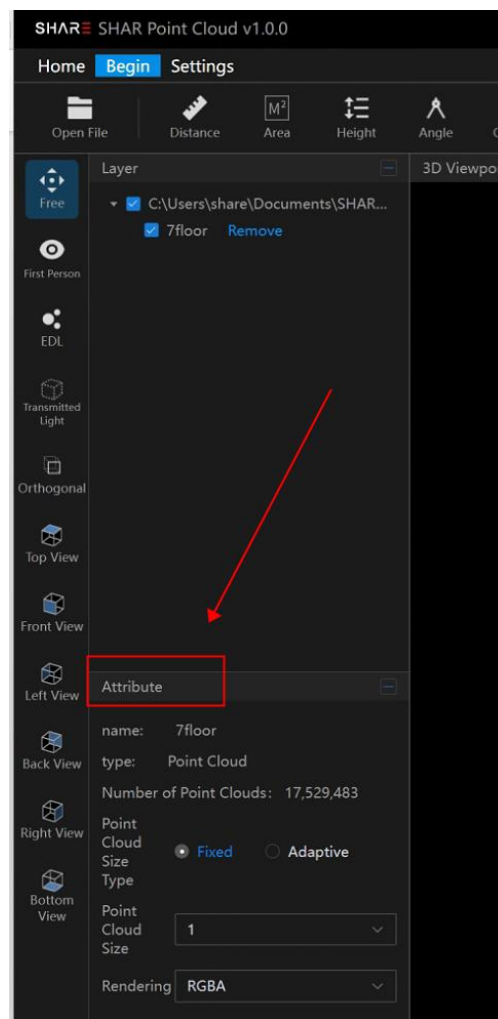 SHARE SHAR Point Cloud v1.0.0
Home Begin Settings
Open File Distance Area Height Angle
M²
Layer
3D Viewpo
Free
C:\Users\share\Documents\SHAR...
7floor Remove
First Person
EDL
Transmitted
Light
Orthogonal
Top View
Front View
Left View
Back View
Right View
Bottom
View
Attribute
name: 7floor
type: Point Cloud
Number of Point Clouds: 17,529,483
Point
Cloud
Size
Type
Fixed Adaptive
Point
Cloud
Size
1
Rendering RGBA